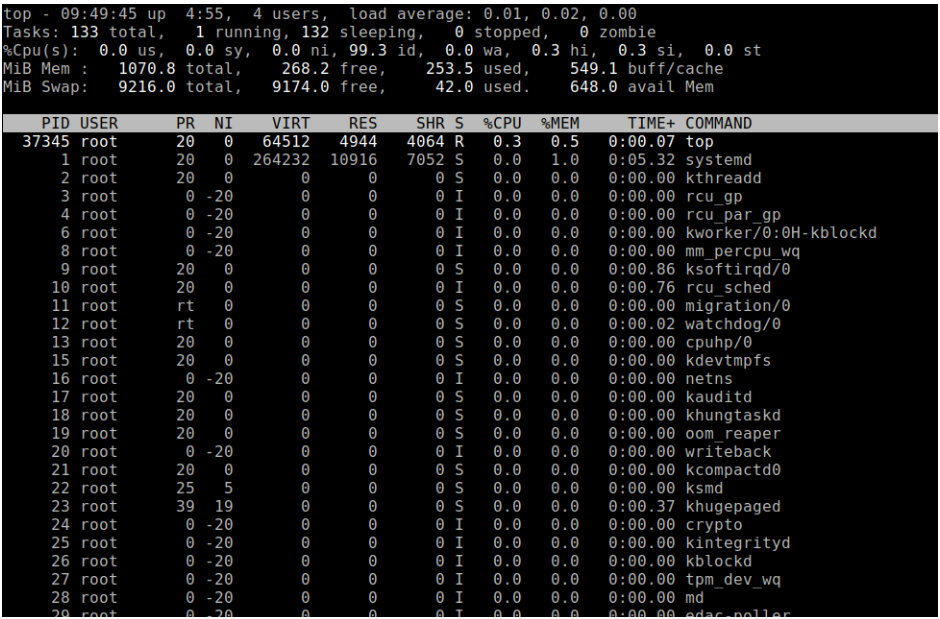 top - 09:49:45 up  4:55,  4 users,  load average: 0.01, 0.02, 0.00
Tasks: 133 total,   1 running, 132 sleeping,   0 stopped,   0 zombie
%Cpu(s):  0.0 us,  0.0 sy,  0.0 ni, 99.3 id,  0.0 wa,  0.3 hi,  0.3 si,  0.0 st
MiB Mem :   1070.8 total,    268.2 free,    253.5 used,    549.1 buff/cache
MiB Swap:   9216.0 total,   9174.0 free,     42.0 used.    648.0 avail Mem
PID USER      PR  NI    VIRT    RES    SHR S  %CPU  %MEM     TIME+ COMMAND
37345 root      20   0   64512   4944   4064 R   0.3   0.5   0:00.07 top
1 root      20   0  264232  10916   7052 S   0.0   1.0   0:05.32 systemd
2 root      20   0       0      0      0 S   0.0   0.0   0:00.00 kthreadd
3 root       0 -20       0      0      0 I   0.0   0.0   0:00.00 rcu_gp
4 root       0 -20       0      0      0 I   0.0   0.0   0:00.00 rcu_par_gp
6 root       0 -20       0      0      0 I   0.0   0.0   0:00.00 kworker/0:0H-kblockd
8 root       0 -20       0      0      0 I   0.0   0.0   0:00.00 mm_percpu_wq
9 root      20   0       0      0      0 S   0.0   0.0   0:00.86 ksoftirqd/0
10 root      20   0       0      0      0 I   0.0   0.0   0:00.76 rcu_sched
11 root      rt   0       0      0      0 S   0.0   0.0   0:00.00 migration/0
12 root      rt   0       0      0      0 S   0.0   0.0   0:00.02 watchdog/0
13 root      20   0       0      0      0 S   0.0   0.0   0:00.00 cpuhp/0
15 root      20   0       0      0      0 S   0.0   0.0   0:00.00 kdevtmpfs
16 root       0 -20       0      0      0 I   0.0   0.0   0:00.00 netns
17 root      20   0       0      0      0 S   0.0   0.0   0:00.00 kauditd
18 root      20   0       0      0      0 S   0.0   0.0   0:00.00 khungtaskd
19 root      20   0       0      0      0 S   0.0   0.0   0:00.00 oom_reaper
20 root       0 -20       0      0      0 I   0.0   0.0   0:00.00 writeback
21 root      20   0       0      0      0 S   0.0   0.0   0:00.00 kcompactd0
22 root      25   5       0      0      0 S   0.0   0.0   0:00.00 ksmd
23 root      39  19       0      0      0 S   0.0   0.0   0:00.37 khugepaged
24 root       0 -20       0      0      0 I   0.0   0.0   0:00.00 crypto
25 root       0 -20       0      0      0 I   0.0   0.0   0:00.00 kintegrityd
26 root       0 -20       0      0      0 I   0.0   0.0   0:00.00 kblockd
27 root       0 -20       0      0      0 I   0.0   0.0   0:00.00 tpm_dev_wq
28 root       0 -20       0      0      0 I   0.0   0.0   0:00.00 md
29 root       0 -20       0      0      0 I   0.0   0.0   0:00.00 edac-poller